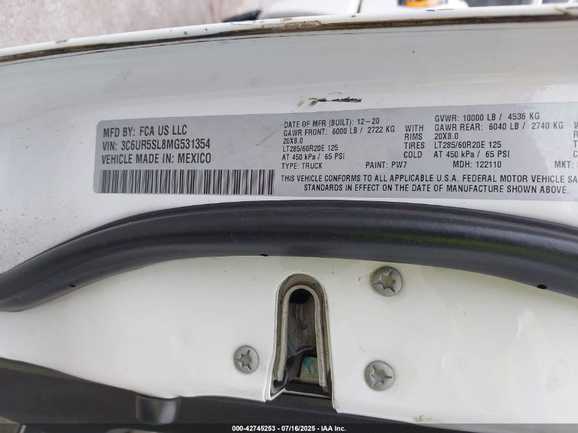 MFD BY: FCA US LLC
VIN: 3C6UR5SL8MG531354
VEHICLE MADE IN: MEXICO
DATE OF MFR (BUILT): 12-20
GAWR FRONT: 6000 LB / 2722 KG
20X8.0
LT285/60R20E 125
AT 450 kPa / 65 PSI
TYPE: TRUCK
WITH
RIMS
TIRES
GVWR: 10000 LB / 4536 KG
GAWR REAR: 6040 LB / 2740 KG
20X8.0
LT285/60R20E 125
AT 450 kPa / 65 PSI
PAINT: PW7
MDH: 122110
MKT:
THIS VEHICLE CONFORMS TO ALL APPLICABLE U.S.A. FEDERAL MOTOR VEHICLE SA
STANDARDS IN EFFECT ON THE DATE OF MANUFACTURE SHOWN ABOVE.
000-42745253 - 07/16/2025 - IAA Inc.